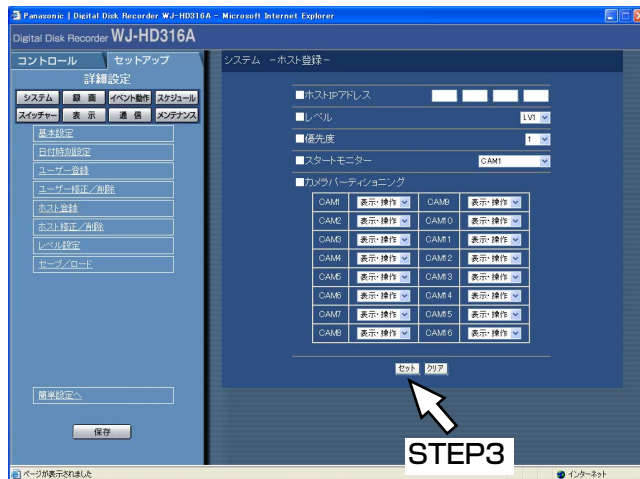 Panasonic | Digital Disk Recorder WJ-HD316A - Microsoft Internet Explorer
Digital Disk Recorder WJ-HD316A
コントロール
セットアップ
詳細設定
システム 録 画 イベント動作 スケジュール
スイッチャー 表 示 通 信 メンテナンス
基本設定
日付時刻設定
ユーザー登録
ユーザー修正／削除
ホスト登録
ホスト修正／削除
レベル設定
セーブ／ロード
簡単設定へ
保存
システム －ホスト登録－
■ホストIPアドレス
■レベル LV1
■優先度 1
■スタートモニター CAM1
■カメラパーティショニング
CAM1 表示・操作 CAM9 表示・操作
CAM2 表示・操作 CAM10 表示・操作
CAM3 表示・操作 CAM11 表示・操作
CAM4 表示・操作 CAM12 表示・操作
CAM5 表示・操作 CAM13 表示・操作
CAM6 表示・操作 CAM14 表示・操作
CAM7 表示・操作 CAM15 表示・操作
CAM8 表示・操作 CAM16 表示・操作
セット クリア
STEP3
ページが表示されました
インターネット